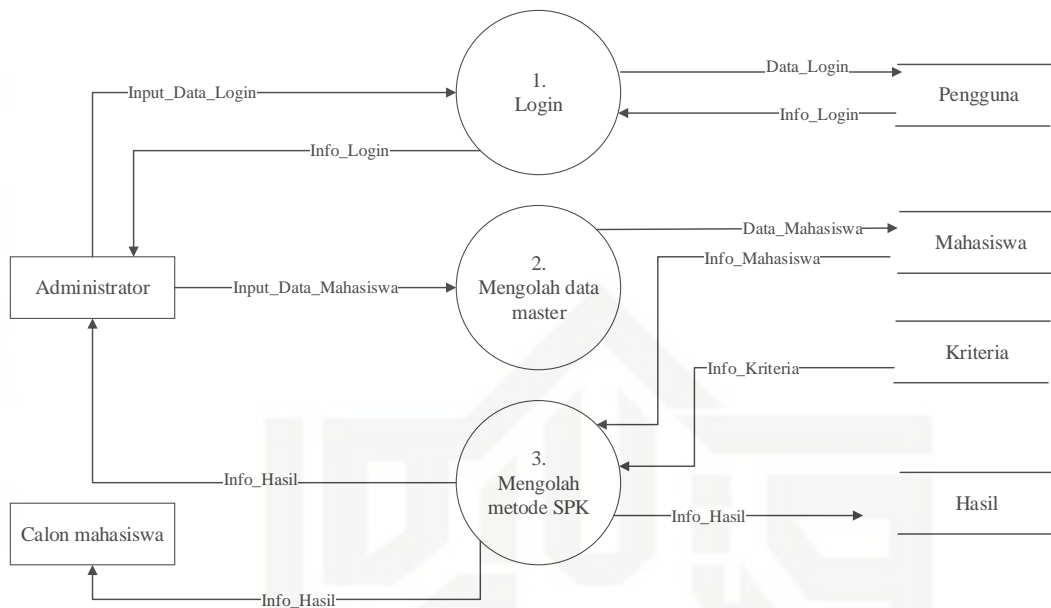 1.
Login
Data_Login
Pengguna
Input_Data_Login
Info_Login
Info_Login
2.
Mengolah data
master
Data_Mahasiswa
Mahasiswa
Info_Mahasiswa
Administrator
Input_Data_Mahasiswa
Kriteria
Info_Kriteria
3.
Mengolah
metode SPK
Info_Hasil
Hasil
Info_Hasil
Calon mahasiswa
Info_Hasil